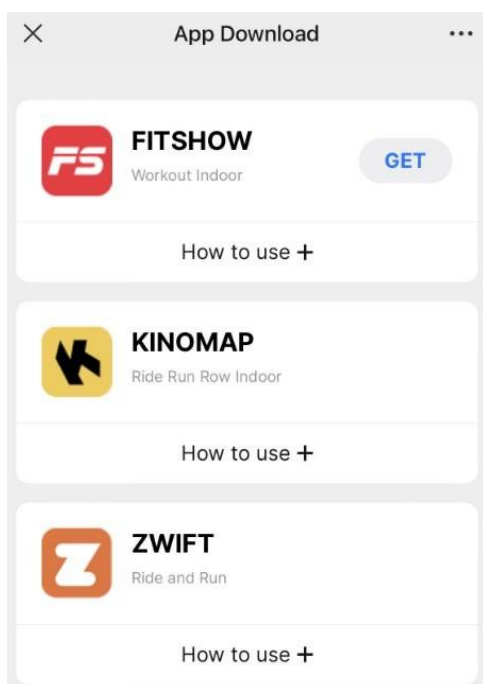 App Download
FITSHOW
Workout Indoor
GET
How to use +
KINOMAP
Ride Run Row Indoor
How to use +
ZWIFT
Ride and Run
How to use +